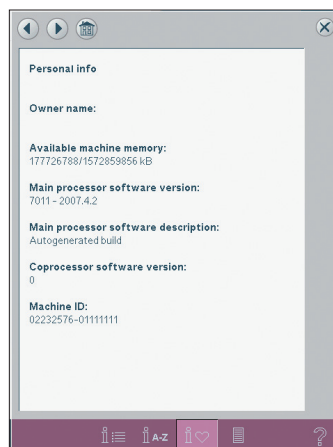 Personal info
Owner name:
Available machine memory:
177726788/1572859856 kB
Main processor software version:
7011 - 2007.4.2
Main processor software description:
Autogenerated build
Coprocessor software version:
0
Machine ID:
02232576-01111111
i i A-Z i ?